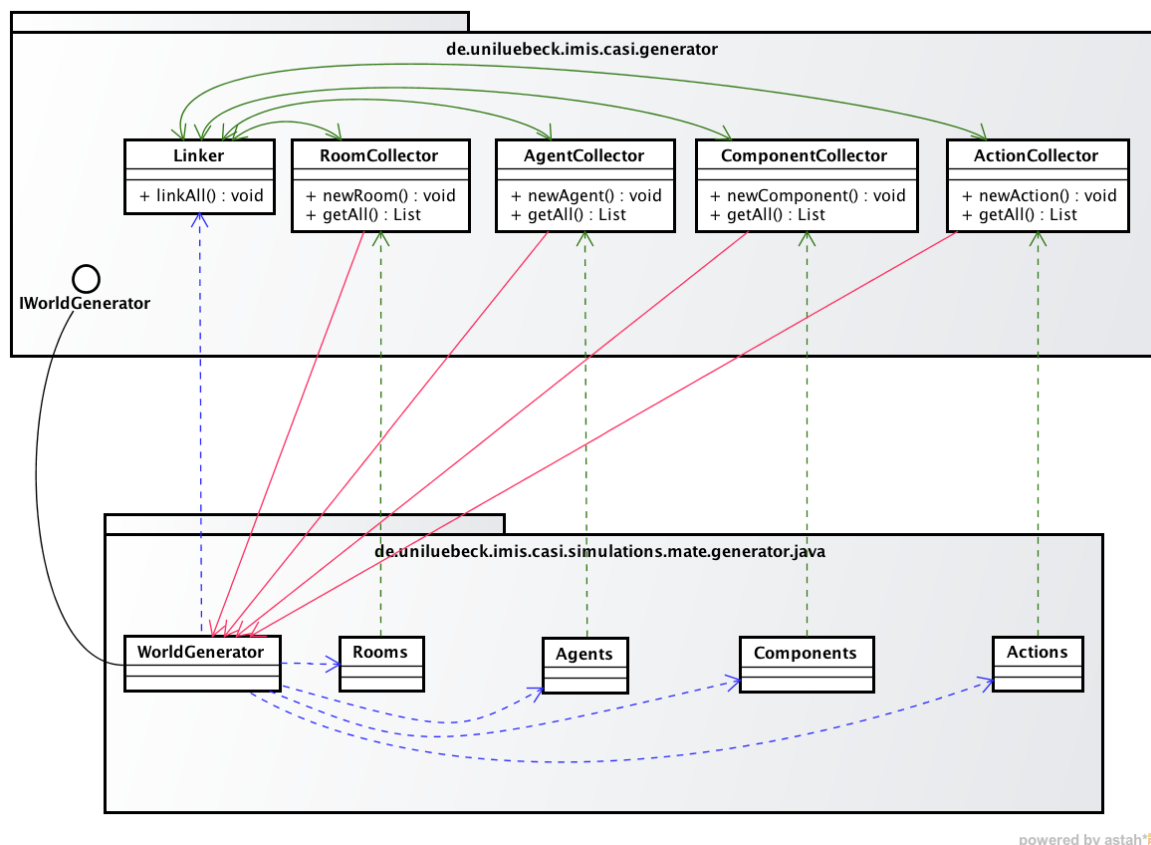 de.uniluebeck.imis.casi.generator
Linker
+ linkAll() : void
RoomCollector
+ newRoom() : void
+ getAll() : List
AgentCollector
+ newAgent() : void
+ getAll() : List
ComponentCollector
+ newComponent() : void
+ getAll() : List
ActionCollector
+ newAction() : void
+ getAll() : List
IWorldGenerator
de.uniluebeck.imis.casi.simulations.mate.generator.java
WorldGenerator
Rooms
Agents
Components
Actions
powered by astah*